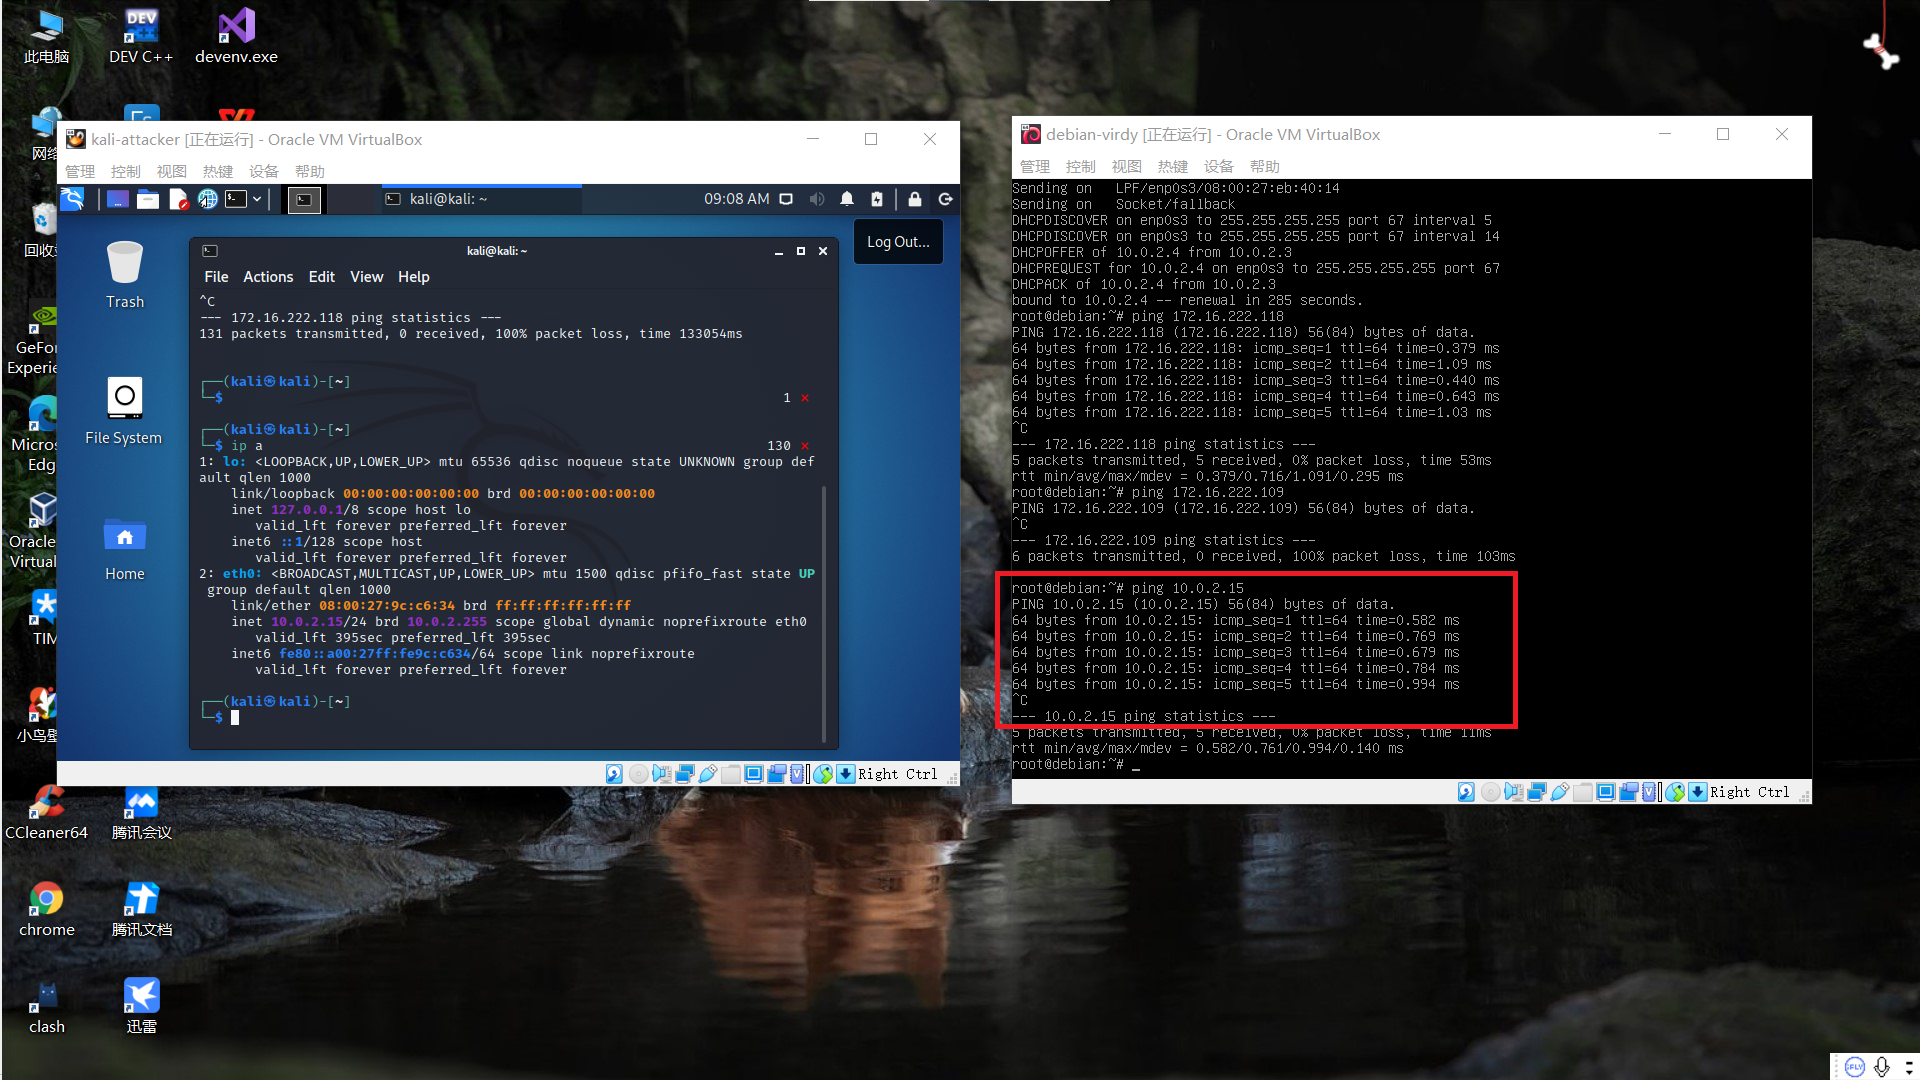 此电脑
DEV C++
devenv.exe
网络
回收
GeFor
Experie
Micros
Edg
Oracle
Virtual
TIM
小鸟壁
CCleaner64
腾讯会议
chrome
腾讯文档
clash
迅雷
kali-attacker [正在运行] - Oracle VM VirtualBox
管理 控制 视图 热键 设备 帮助
kali@kali: ~
09:08 AM
Log Out...
Trash
File System
Home
kali@kali: ~
File Actions Edit View Help
^C
--- 172.16.222.118 ping statistics ---
131 packets transmitted, 0 received, 100% packet loss, time 133054ms
┌──(kali㉿kali)-[~]
└─$ 1 ⨯
┌──(kali㉿kali)-[~]
└─$ ip a 130 ⨯
1: lo: <LOOPBACK,UP,LOWER_UP> mtu 65536 qdisc noqueue state UNKNOWN group def
ault qlen 1000
link/loopback 00:00:00:00:00:00 brd 00:00:00:00:00:00
inet 127.0.0.1/8 scope host lo
valid_lft forever preferred_lft forever
inet6 ::1/128 scope host
valid_lft forever preferred_lft forever
2: eth0: <BROADCAST,MULTICAST,UP,LOWER_UP> mtu 1500 qdisc pfifo_fast state UP
group default qlen 1000
link/ether 08:00:27:9c:c6:34 brd ff:ff:ff:ff:ff:ff
inet 10.0.2.15/24 brd 10.0.2.255 scope global dynamic noprefixroute eth0
valid_lft 395sec preferred_lft 395sec
inet6 fe80::a00:27ff:fe9c:c634/64 scope link noprefixroute
valid_lft forever preferred_lft forever
┌──(kali㉿kali)-[~]
└─$
Right Ctrl
debian-virdy [正在运行] - Oracle VM VirtualBox
管理 控制 视图 热键 设备 帮助
Sending on   LPF/enp0s3/08:00:27:eb:40:14
Sending on   Socket/fallback
DHCPDISCOVER on enp0s3 to 255.255.255.255 port 67 interval 5
DHCPDISCOVER on enp0s3 to 255.255.255.255 port 67 interval 14
DHCPOFFER of 10.0.2.4 from 10.0.2.3
DHCPREQUEST for 10.0.2.4 on enp0s3 to 255.255.255.255 port 67
DHCPACK of 10.0.2.4 from 10.0.2.3
bound to 10.0.2.4 -- renewal in 285 seconds.
root@debian:~# ping 172.16.222.118
PING 172.16.222.118 (172.16.222.118) 56(84) bytes of data.
64 bytes from 172.16.222.118: icmp_seq=1 ttl=64 time=0.379 ms
64 bytes from 172.16.222.118: icmp_seq=2 ttl=64 time=1.09 ms
64 bytes from 172.16.222.118: icmp_seq=3 ttl=64 time=0.440 ms
64 bytes from 172.16.222.118: icmp_seq=4 ttl=64 time=0.643 ms
64 bytes from 172.16.222.118: icmp_seq=5 ttl=64 time=1.03 ms
^C
--- 172.16.222.118 ping statistics ---
5 packets transmitted, 5 received, 0% packet loss, time 53ms
rtt min/avg/max/mdev = 0.379/0.716/1.091/0.295 ms
root@debian:~# ping 172.16.222.109
PING 172.16.222.109 (172.16.222.109) 56(84) bytes of data.
^C
--- 172.16.222.109 ping statistics ---
6 packets transmitted, 0 received, 100% packet loss, time 103ms
root@debian:~# ping 10.0.2.15
PING 10.0.2.15 (10.0.2.15) 56(84) bytes of data.
64 bytes from 10.0.2.15: icmp_seq=1 ttl=64 time=0.582 ms
64 bytes from 10.0.2.15: icmp_seq=2 ttl=64 time=0.769 ms
64 bytes from 10.0.2.15: icmp_seq=3 ttl=64 time=0.679 ms
64 bytes from 10.0.2.15: icmp_seq=4 ttl=64 time=0.784 ms
64 bytes from 10.0.2.15: icmp_seq=5 ttl=64 time=0.994 ms
^C
--- 10.0.2.15 ping statistics ---
5 packets transmitted, 5 received, 0% packet loss, time 11ms
rtt min/avg/max/mdev = 0.582/0.761/0.994/0.140 ms
root@debian:~# _
Right Ctrl